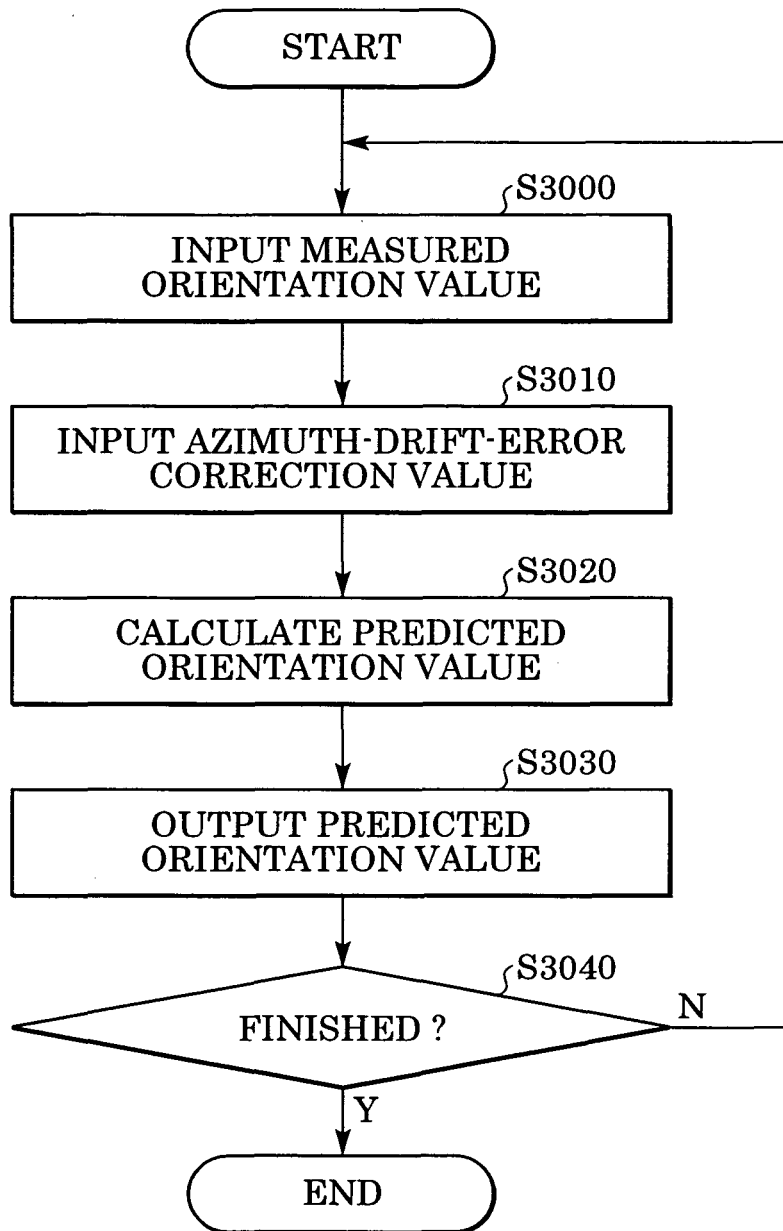 START
S3000
INPUT MEASURED
ORIENTATION VALUE
S3010
INPUT AZIMUTH-DRIFT-ERROR
CORRECTION VALUE
S3020
CALCULATE PREDICTED
ORIENTATION VALUE
S3030
OUTPUT PREDICTED
ORIENTATION VALUE
S3040
FINISHED ?
N
Y
END